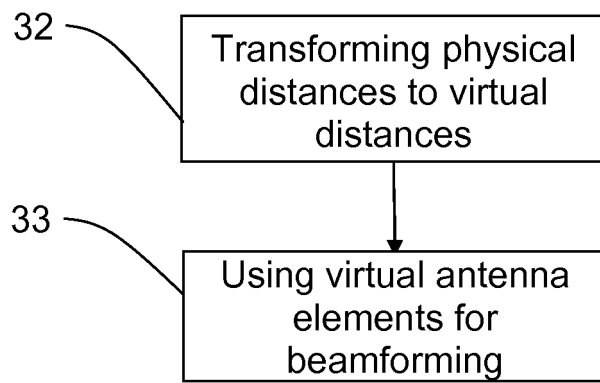 32
Transforming physical
distances to virtual
distances
33
Using virtual antenna
elements for
beamforming